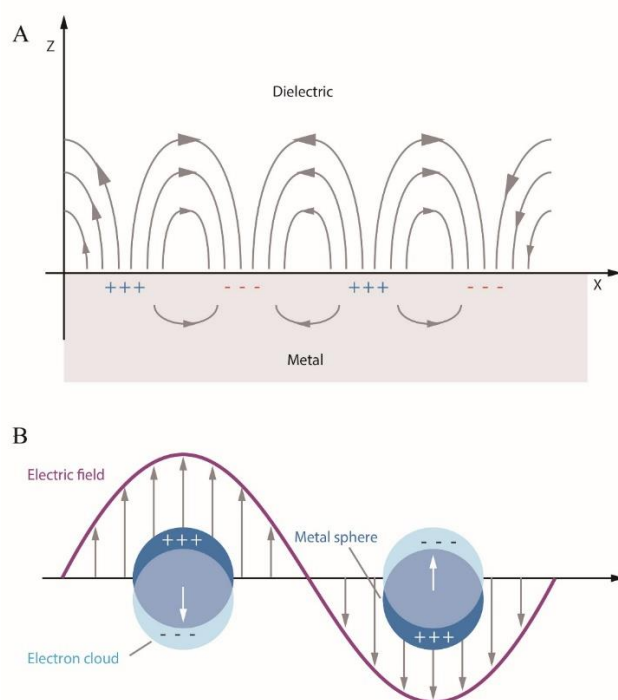 A
Z
Dielectric
+ + + - - - + + + - - -
X
Metal
B
Electric field
+ + +
Metal sphere
- - -
- - -
+ + +
Electron cloud